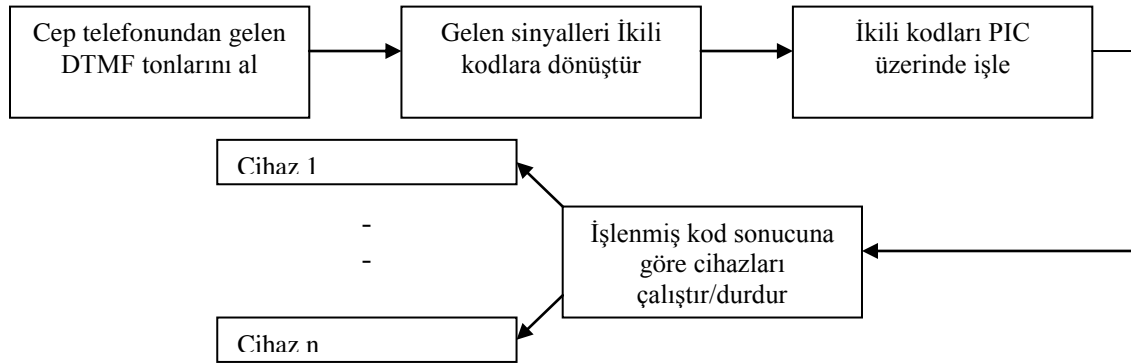 Cep telefonundan gelen
DTMF tonlarını al
Gelen sinyalleri İkili
kodlara dönüştür
İkili kodları PIC
üzerinde işle
Cihaz 1
-
-
İşlenmiş kod sonucuna
göre cihazları
çalıştır/durdur
Cihaz n